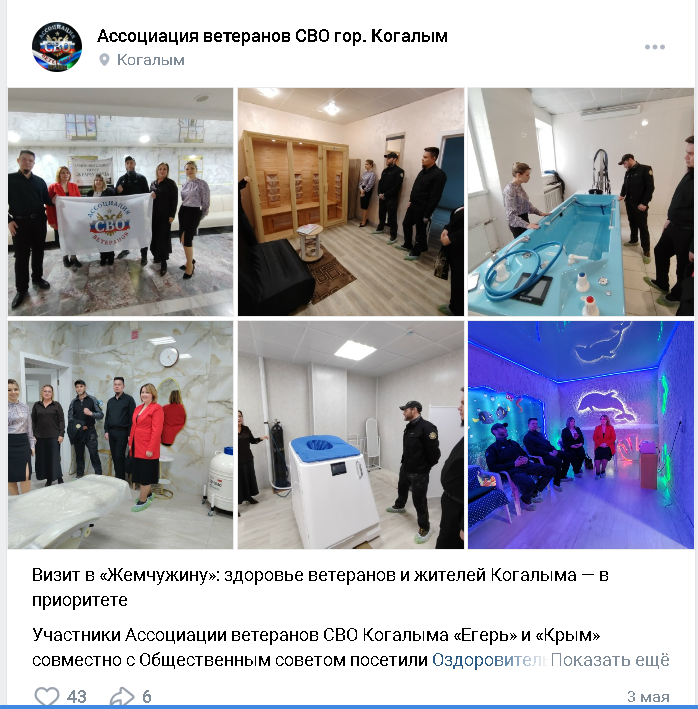 Ассоциация ветеранов СВО гор. Когалым
Когалым
АССОЦИАЦИЯ
СВО
ВЕТЕРАНОВ
Визит в «Жемчужину»: здоровье ветеранов и жителей Когалыма — в
приоритете
Участники Ассоциации ветеранов СВО Когалыма «Егерь» и «Крым»
совместно с Общественным советом посетили Оздоровител Показать ещё
43
6
3 мая